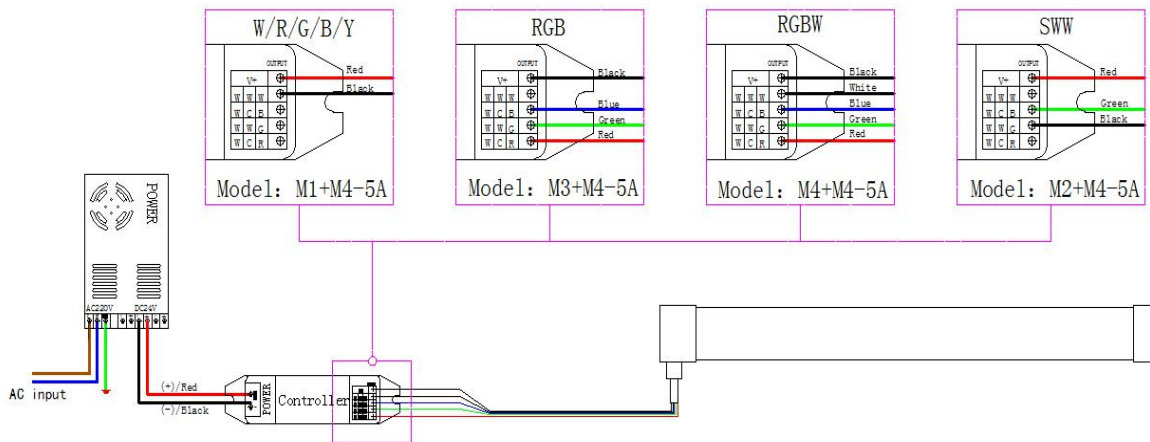 W/R/G/B/Y
OUTPUT
V+
Red
W W W
Black
W C B
W W G
W C R
Model: M1+M4-5A
RGB
OUTPUT
V+
Black
W W W
W C B
Blue
W W G
Green
W C R
Red
Model: M3+M4-5A
RGBW
OUTPUT
V+
Black
W W W
White
W C B
Blue
W W G
Green
W C R
Red
Model: M4+M4-5A
SWW
OUTPUT
V+
Red
W W W
W C B
Green
W W G
Black
W C R
Model: M2+M4-5A
POWER
AC220V DC24V
AC input
(+)/Red
(-)/Black
POWER
Controller